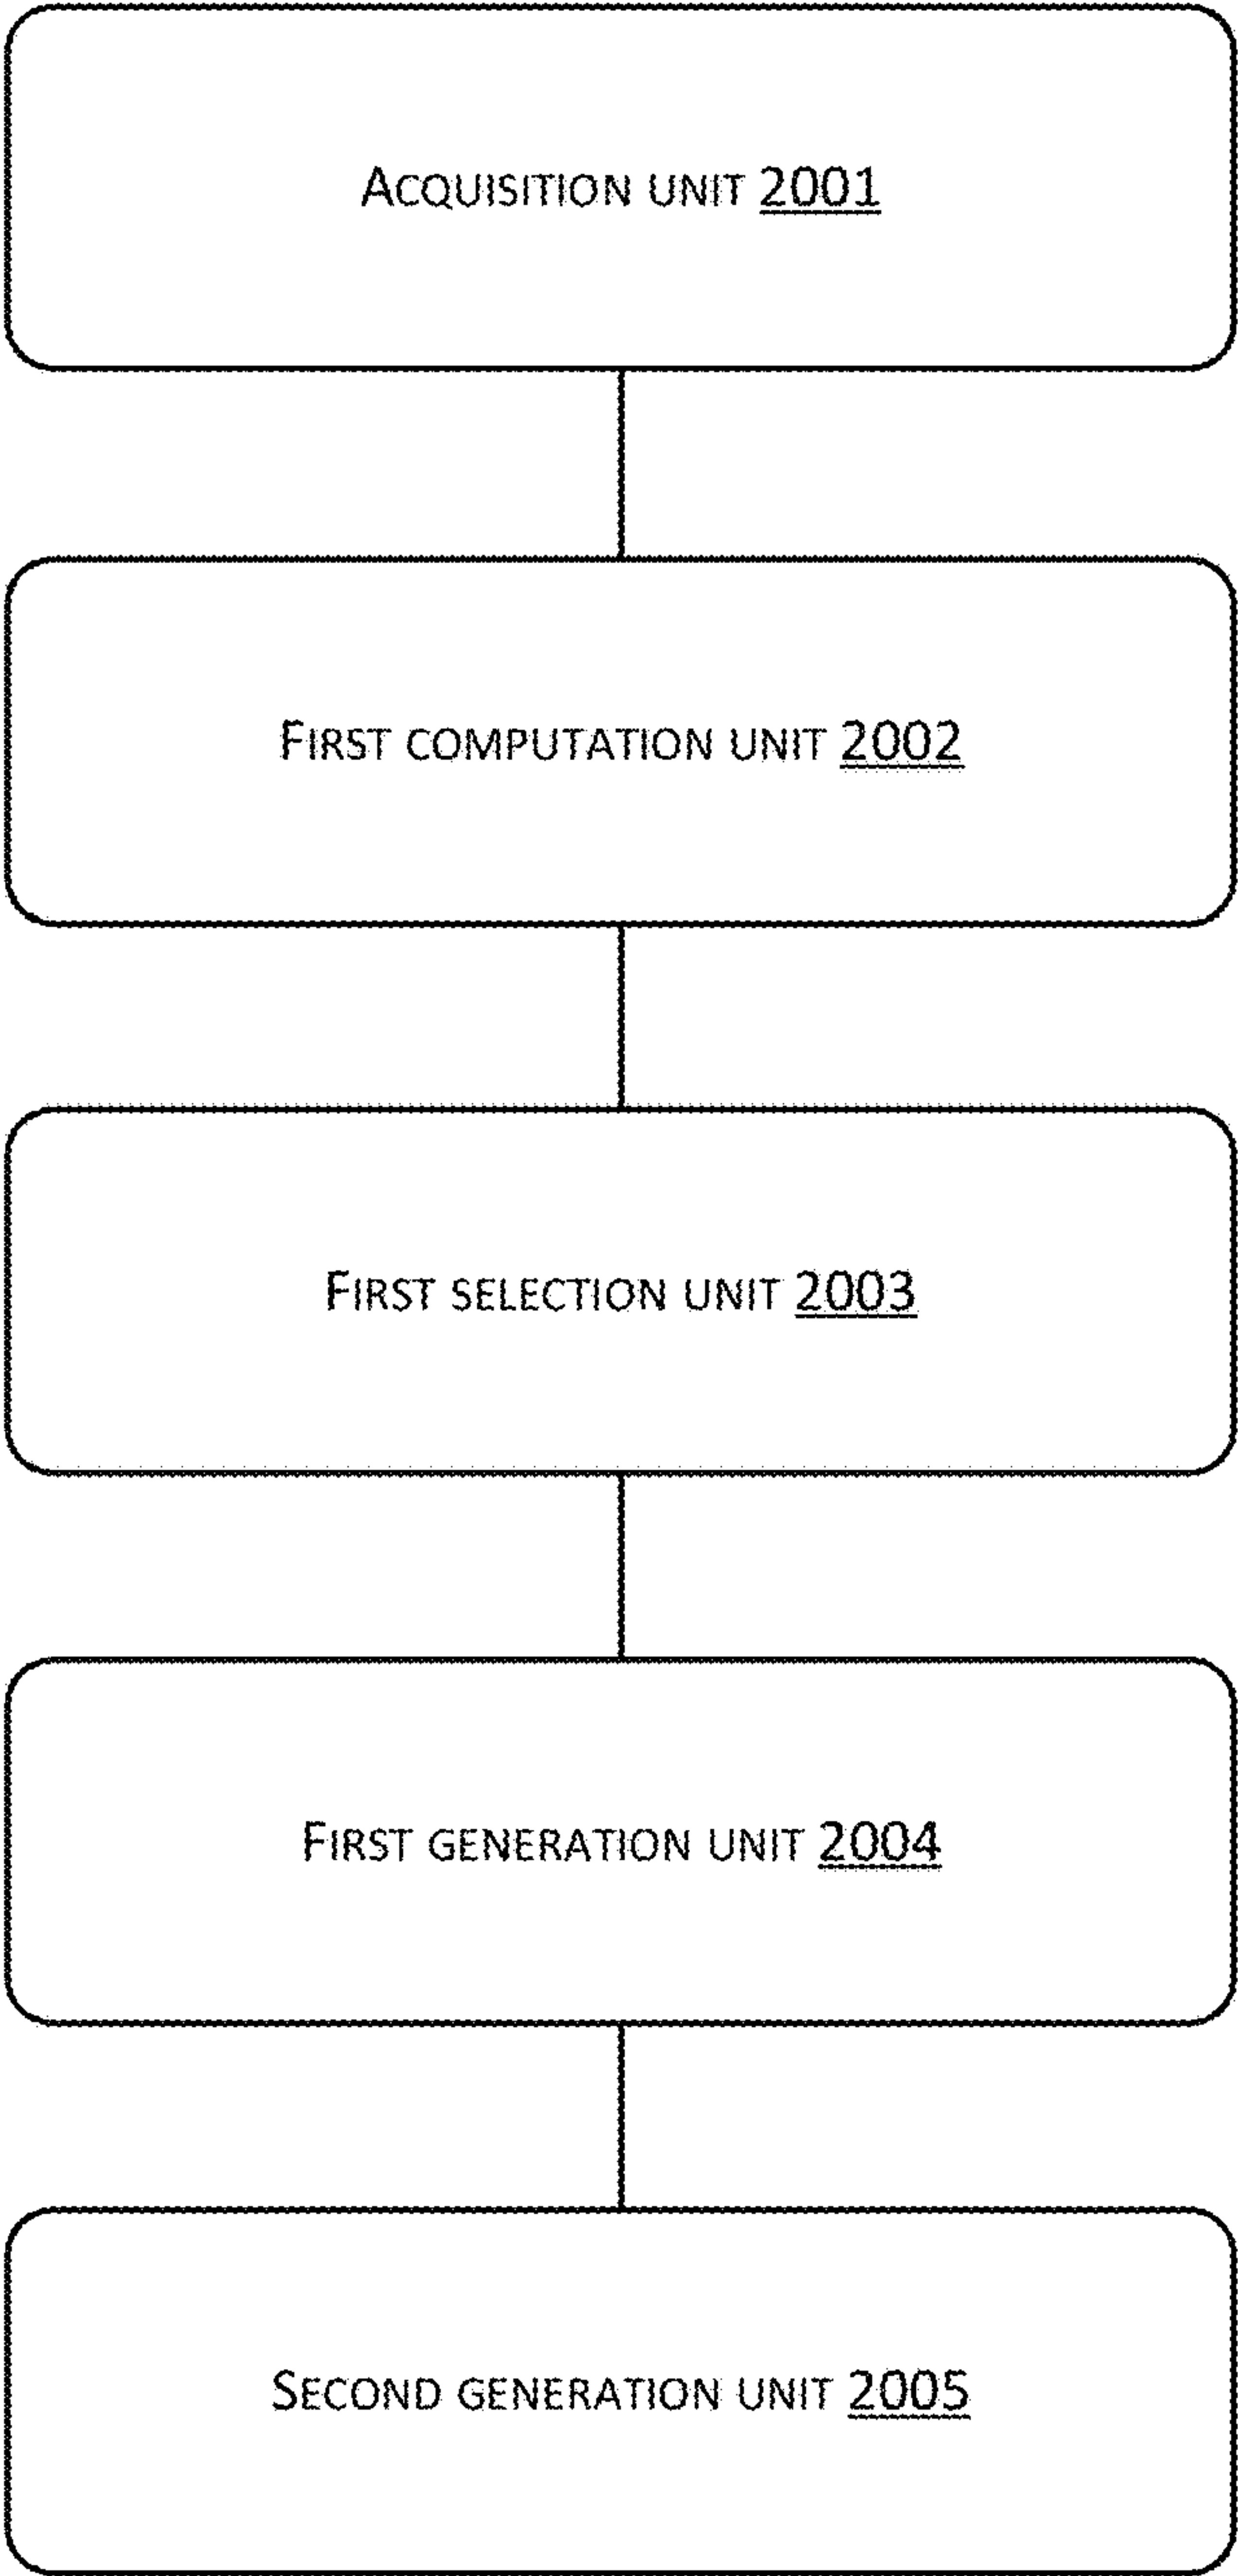 Acquisition unit 2001
First computation unit 2002
First selection unit 2003
First generation unit 2004
Second generation unit 2005